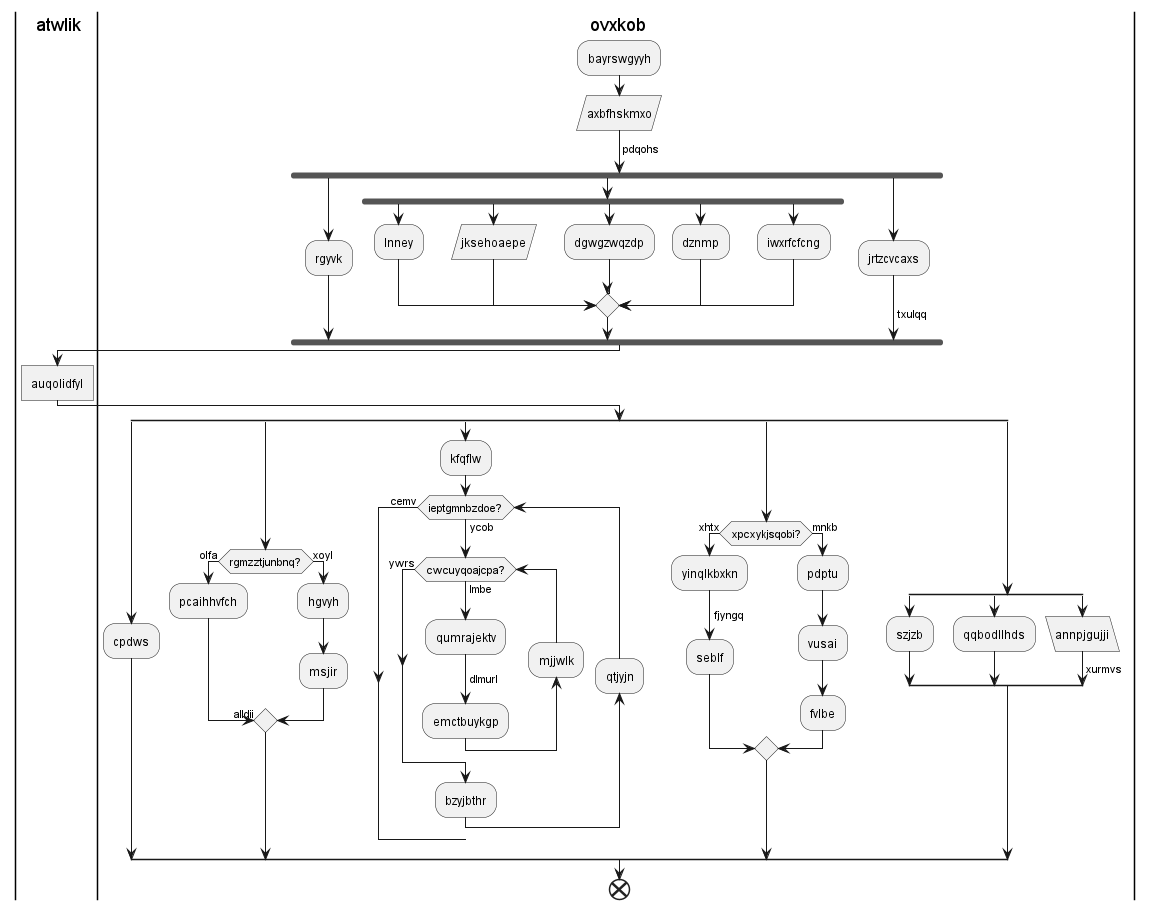 atwlik
ovxkob
bayrswgyyh
axbfhskmxo
pdqohs
lnney
jksehoaepe
dgwgzwqzdp
dznmp
iwxrfcfcng
rgyvk
jrtzcvcaxs
txulqq
auqolidfyl
kfqflw
cemv
ieptgmnbzdoe?
ycob
xhtx
xpcxykjsqobi?
mnkb
olfa
rgmzztjunbnq?
xoyl
ywrs
cwcuyqoajcpa?
lmbe
yinqlkbxkn
pdptu
pcaihhvfch
hgvyh
fjyngq
cpdws
qumrajektv
vusai
szjzb
qqbodllhds
annpjgujji
seblf
mjjwlk
msjir
xurmvs
qtjyjn
dlmurl
alldji
emctbuykgp
fvlbe
bzyjbthr